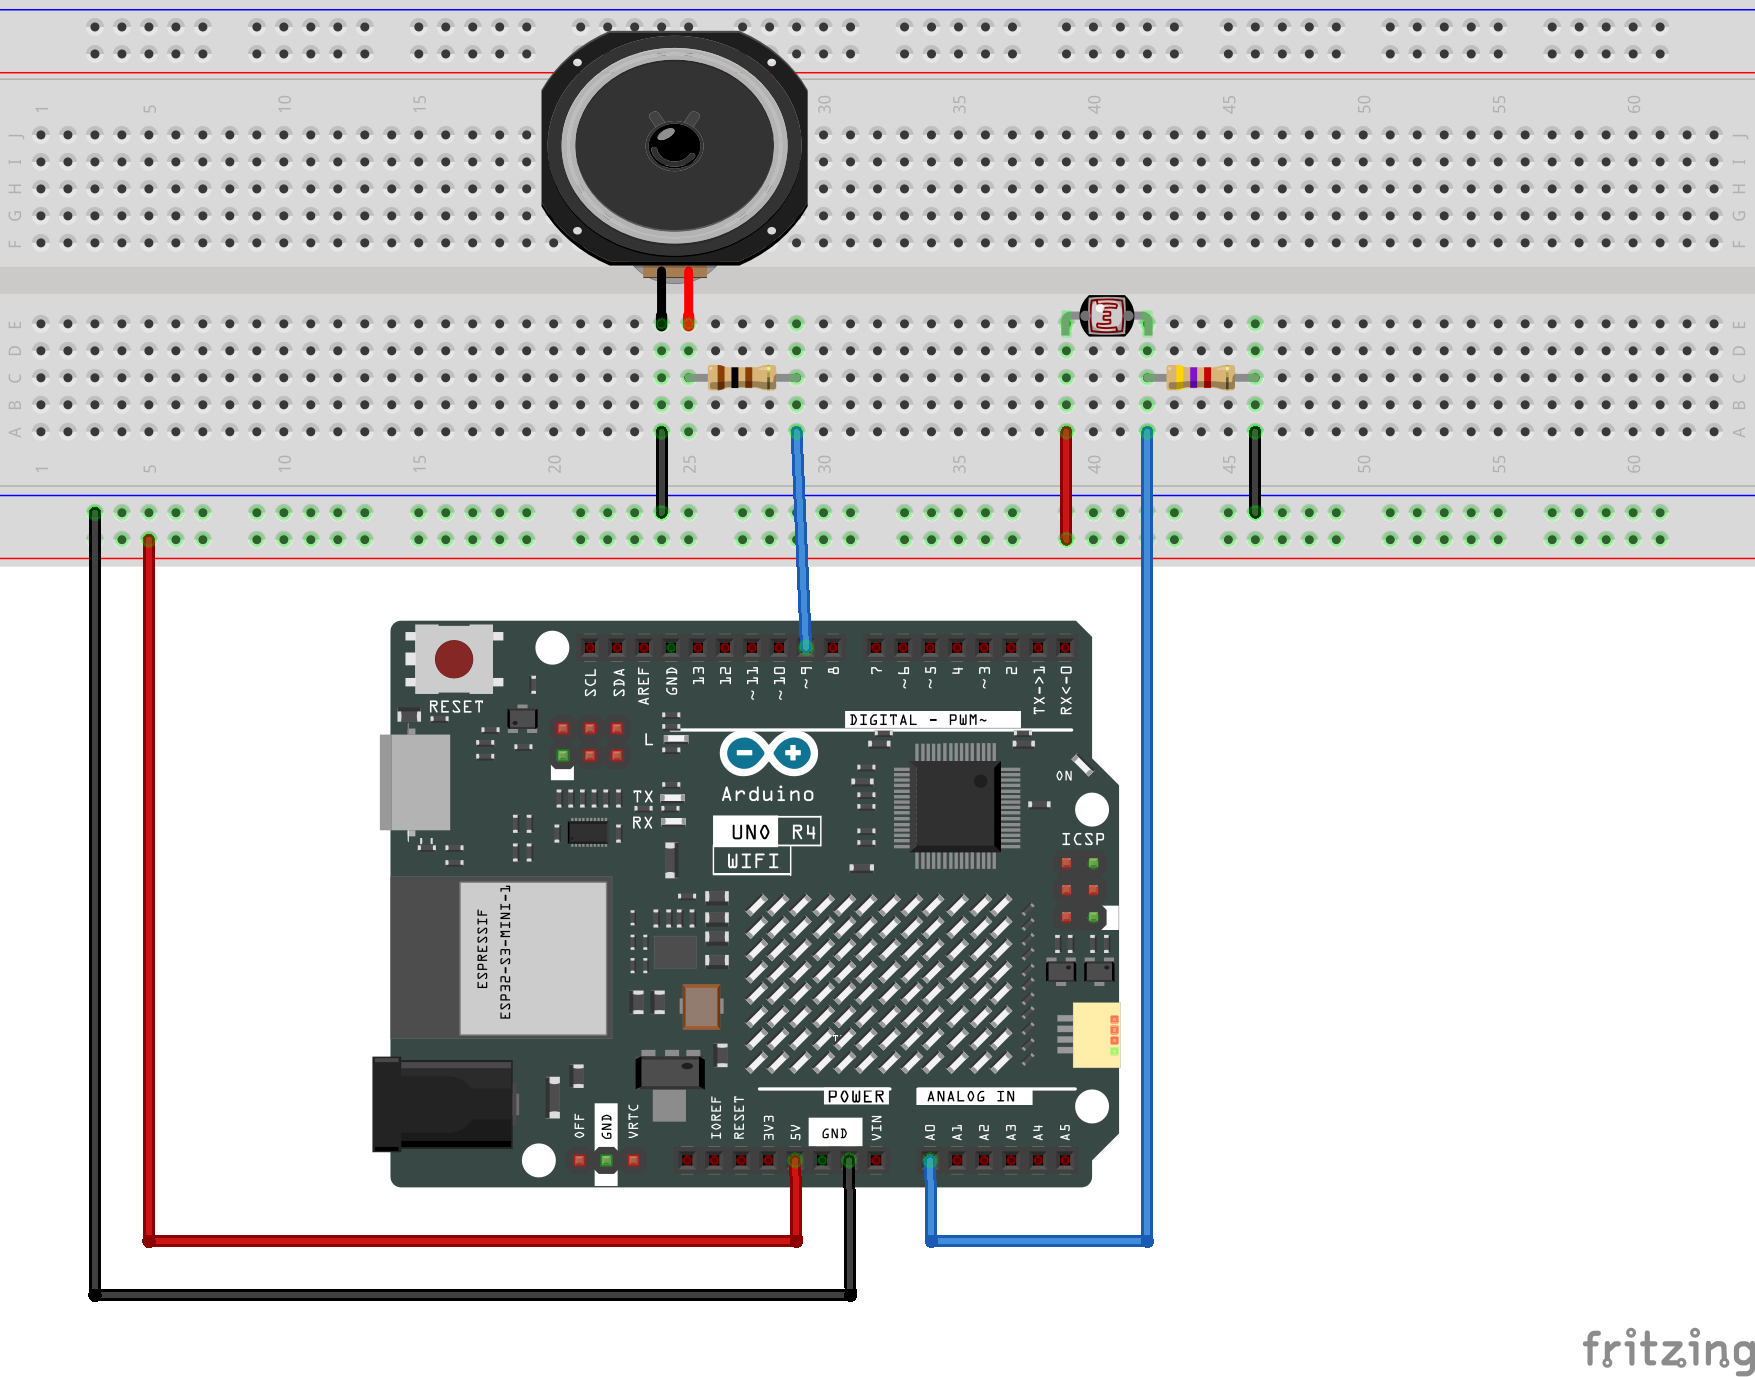 1 5 10 15 30 35 40 45 50 55 60
J J
I I
H H
G G
F F
E E
D D
C C
B B
A A
1 5 10 15 20 25 30 35 40 45 50 55 60
RESET
SCL SDA AREF GND 13 12 ~11 ~10 ~9 8 7 ~6 ~5 4 ~3 2 TX->1 RX<-0
DIGITAL - PWM~
L
ON
TX
RX
Arduino
UNO R4
WIFI
ICSP
ESPRESSIF
ESP32-S3-MINI-1
T
POWER
ANALOG IN
OFF GND VRTC IOREF RESET 3V3 5V GND VIN A0 A1 A2 A3 A4 A5
fritzing